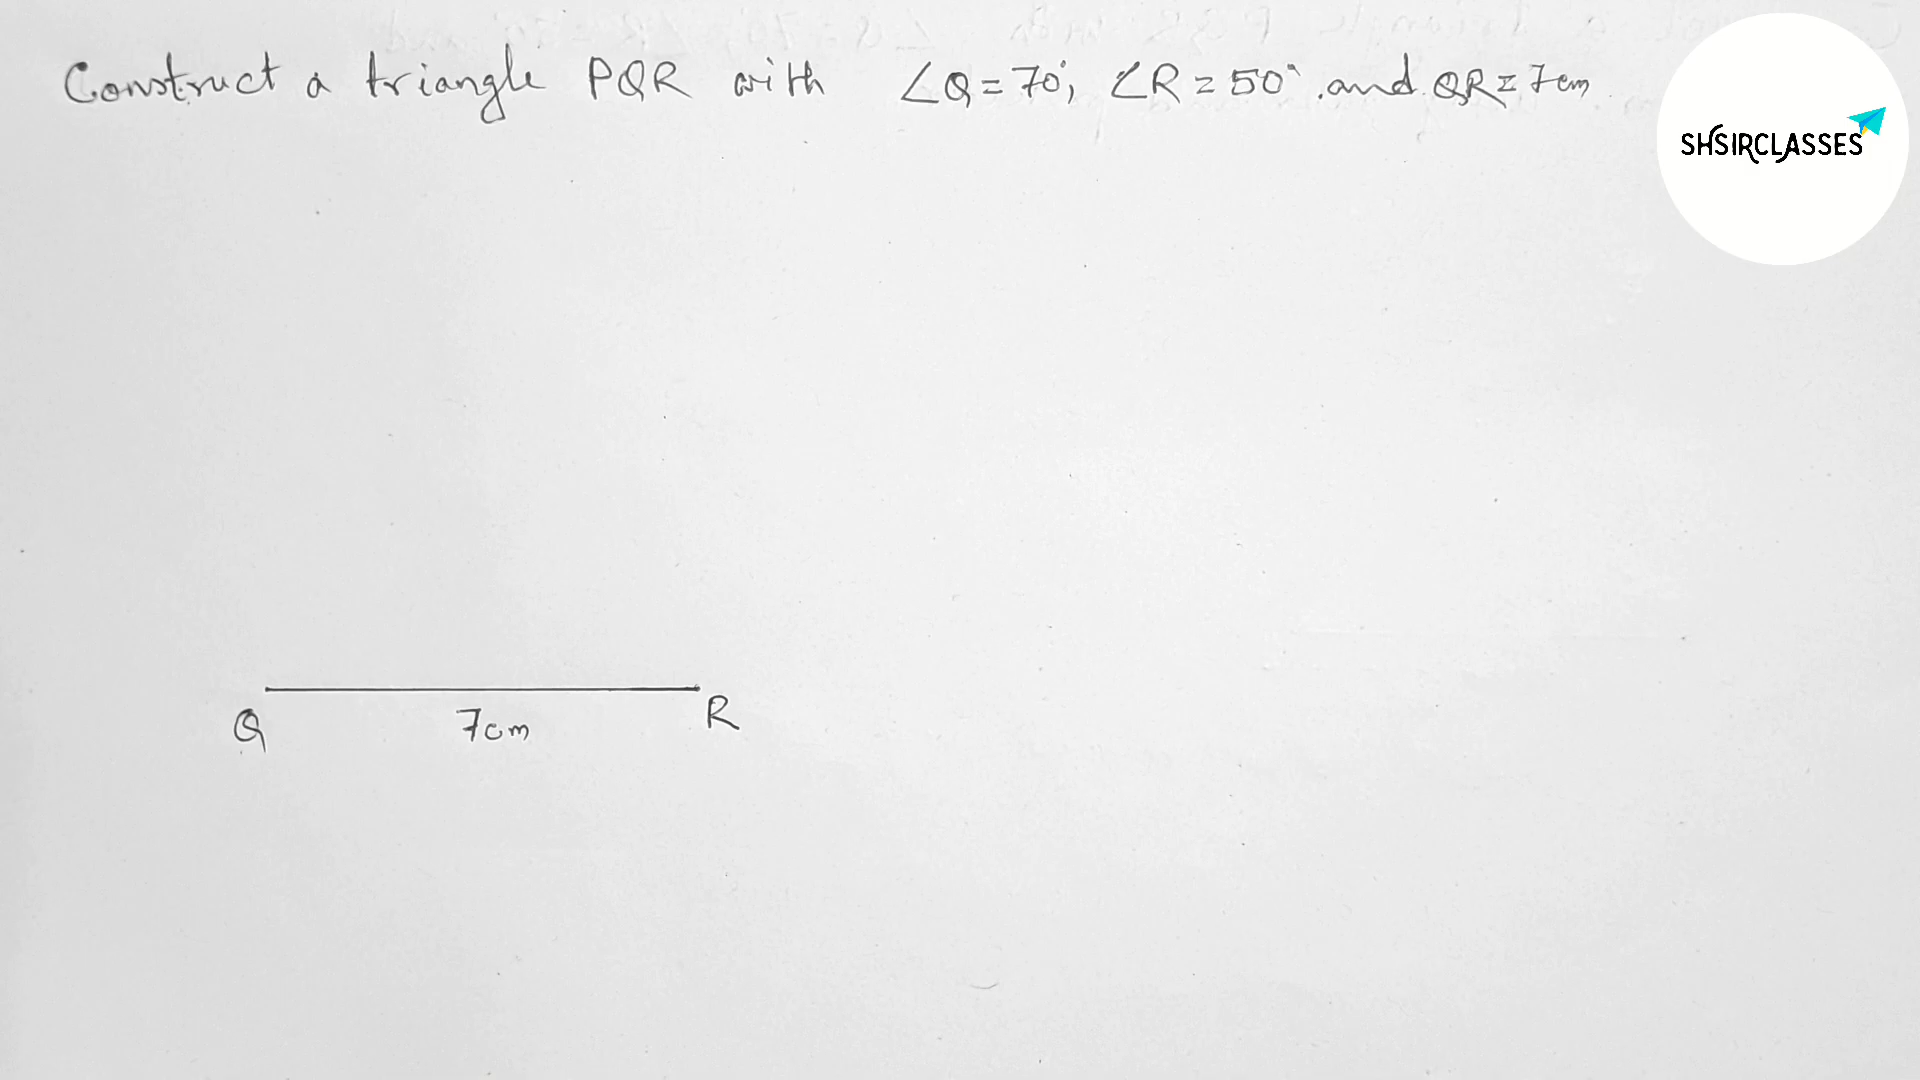 Construct a triangle PQR with ∠Q = 70°, ∠R = 50° and QR = 7cm
SHSIRCLASSES
Q 7cm R